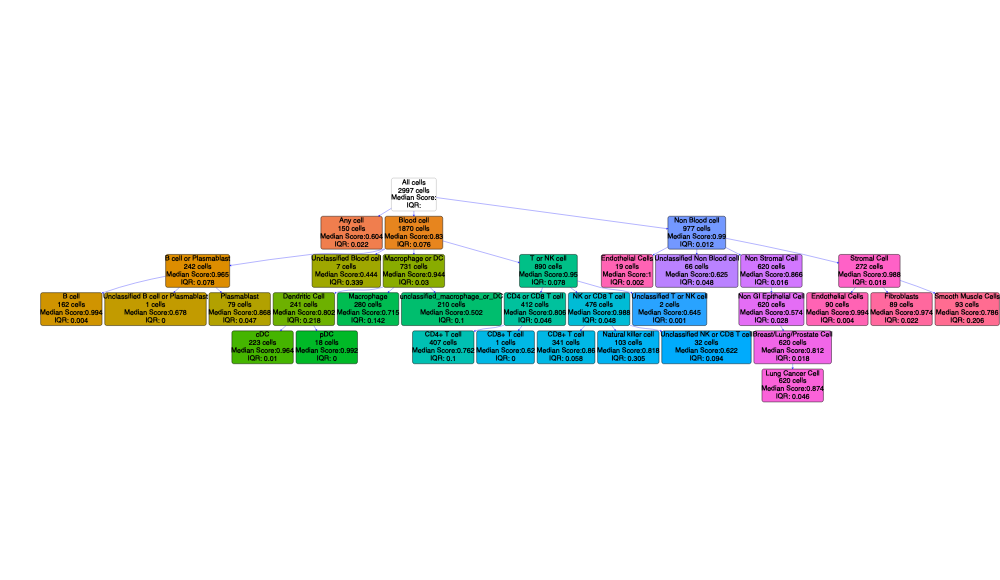 All cells
2997 cells
Median Score:
IQR:
Any cell
150 cells
Median Score:0.604
IQR: 0.022
Blood cell
1870 cells
Median Score:0.83
IQR: 0.076
Non Blood cell
977 cells
Median Score:0.99
IQR: 0.012
B cell or Plasmablast
242 cells
Median Score:0.965
IQR: 0.078
Unclassified Blood cell
7 cells
Median Score:0.444
IQR: 0.339
Macrophage or DC
731 cells
Median Score:0.944
IQR: 0.03
T or NK cell
890 cells
Median Score:0.95
IQR: 0.078
Endothelial Cells
19 cells
Median Score:1
IQR: 0.002
Unclassified Non Blood cell
66 cells
Median Score:0.625
IQR: 0.048
Non Stromal Cell
620 cells
Median Score:0.866
IQR: 0.016
Stromal Cell
272 cells
Median Score:0.988
IQR: 0.018
B cell
162 cells
Median Score:0.994
IQR: 0.004
Unclassified B cell or Plasmablast
1 cells
Median Score:0.678
IQR: 0
Plasmablast
79 cells
Median Score:0.868
IQR: 0.047
Dendritic Cell
241 cells
Median Score:0.802
IQR: 0.218
Macrophage
280 cells
Median Score:0.715
IQR: 0.142
unclassified_macrophage_or_DC
210 cells
Median Score:0.502
IQR: 0.1
CD4 or CD8 T cell
412 cells
Median Score:0.806
IQR: 0.046
NK or CD8 T cell
476 cells
Median Score:0.988
IQR: 0.048
Unclassified T or NK cell
2 cells
Median Score:0.645
IQR: 0.001
Non GI Epithelial Cell
620 cells
Median Score:0.574
IQR: 0.028
Endothelial Cells
90 cells
Median Score:0.994
IQR: 0.004
Fibroblasts
89 cells
Median Score:0.974
IQR: 0.022
Smooth Muscle Cells
93 cells
Median Score:0.786
IQR: 0.206
cDC
223 cells
Median Score:0.964
IQR: 0.01
pDC
18 cells
Median Score:0.992
IQR: 0
CD4+ T cell
407 cells
Median Score:0.762
IQR: 0.1
CD8+ T cell
1 cells
Median Score:0.62
IQR: 0
CD8+ T cell
341 cells
Median Score:0.86
IQR: 0.058
Natural Killer cell
103 cells
Median Score:0.818
IQR: 0.305
Unclassified NK or CD8 T cell
32 cells
Median Score:0.622
IQR: 0.094
Breast/Lung/Prostate Cell
620 cells
Median Score:0.812
IQR: 0.018
Lung Cancer Cell
620 cells
Median Score:0.874
IQR: 0.046